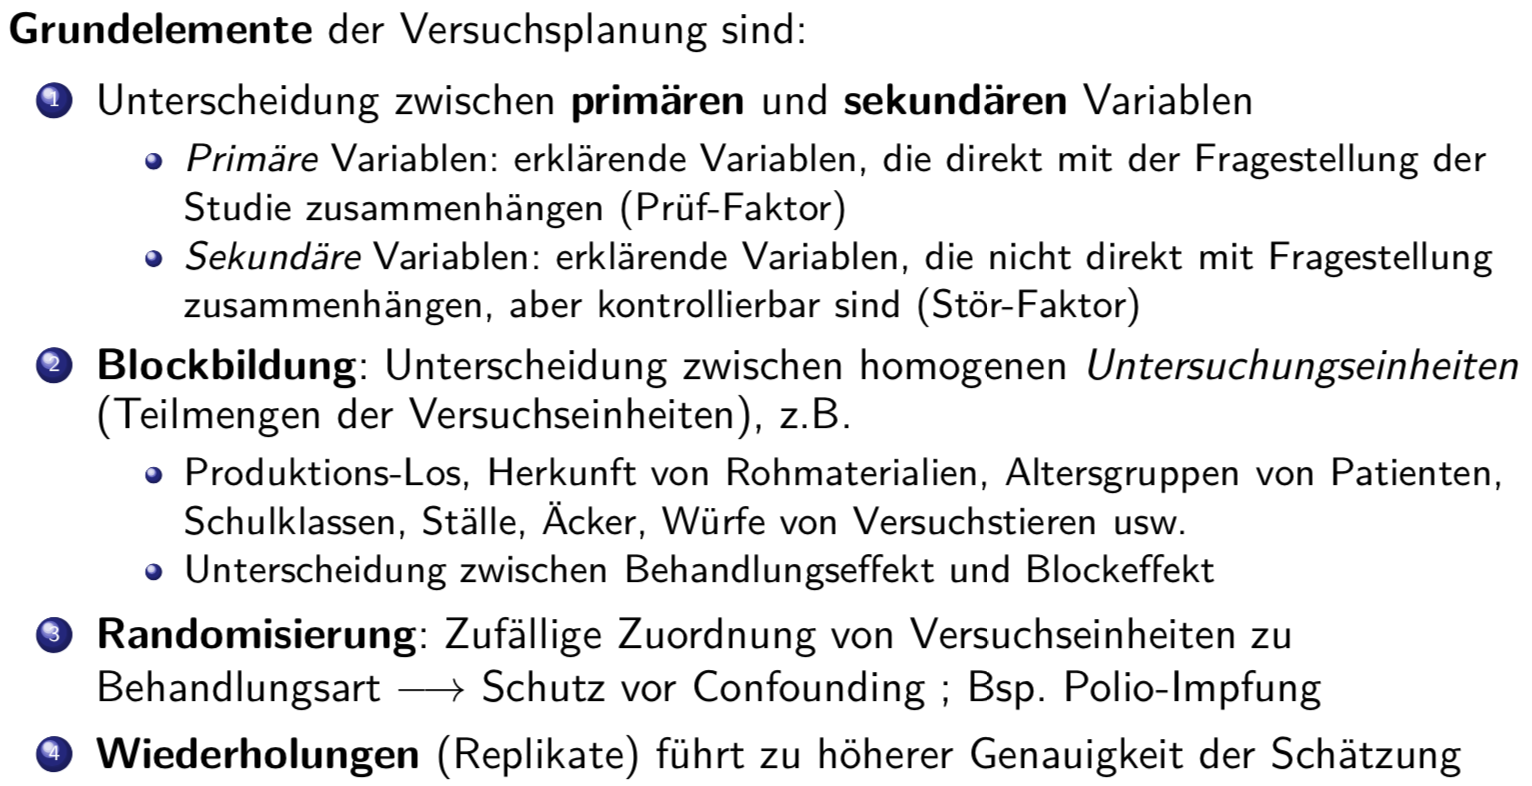 Grundelemente der Versuchsplanung sind:
1 Unterscheidung zwischen primären und sekundären Variablen
Primäre Variablen: erklärende Variablen, die direkt mit der Fragestellung der
Studie zusammenhängen (Prüf-Faktor)
Sekundäre Variablen: erklärende Variablen, die nicht direkt mit Fragestellung
zusammenhängen, aber kontrollierbar sind (Stör-Faktor)
2 Blockbildung: Unterscheidung zwischen homogenen Untersuchungseinheiten
(Teilmengen der Versuchseinheiten), z.B.
Produktions-Los, Herkunft von Rohmaterialien, Altersgruppen von Patienten,
Schulklassen, Ställe, Äcker, Würfe von Versuchstieren usw.
Unterscheidung zwischen Behandlungseffekt und Blockeffekt
3 Randomisierung: Zufällige Zuordnung von Versuchseinheiten zu
Behandlungsart ⟶ Schutz vor Confounding ; Bsp. Polio-Impfung
4 Wiederholungen (Replikate) führt zu höherer Genauigkeit der Schätzung